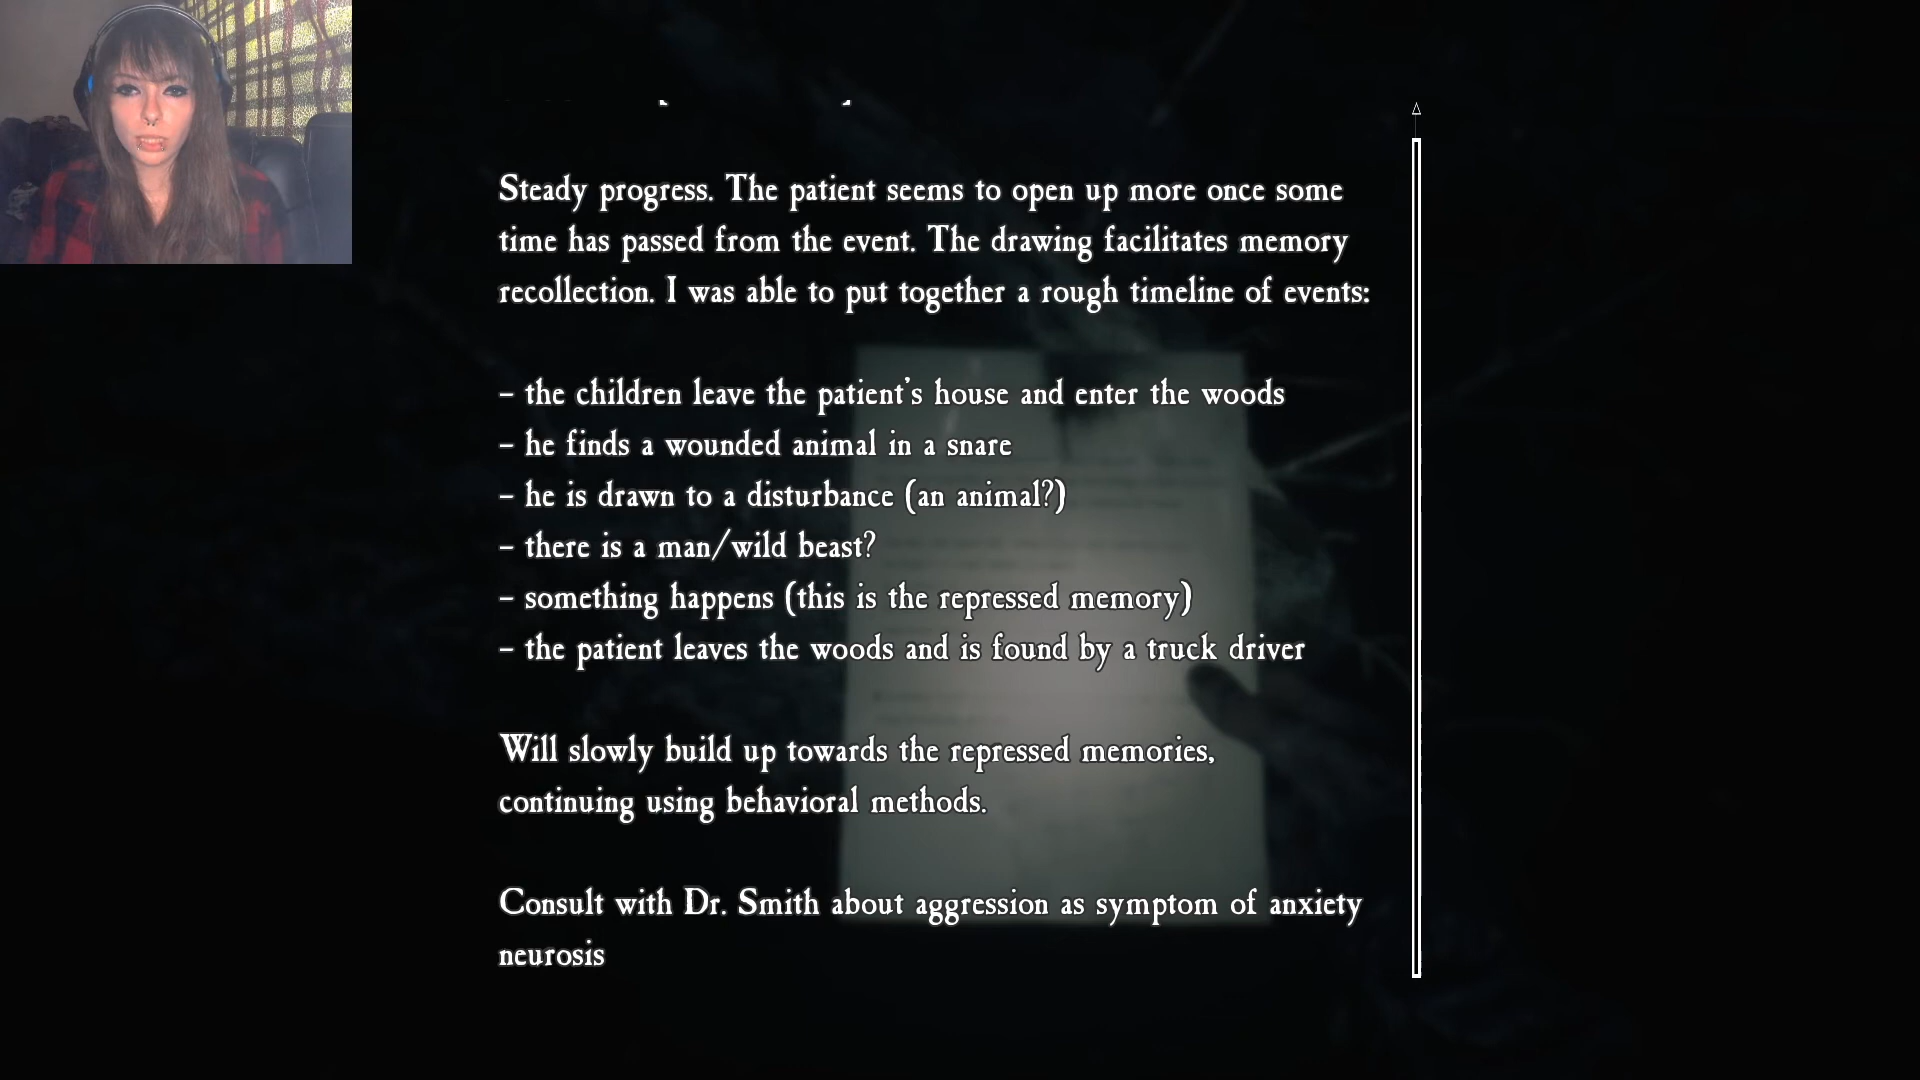 Steady progress. The patient seems to open up more once some
time has passed from the event. The drawing facilitates memory
recollection. I was able to put together a rough timeline of events:
– the children leave the patient's house and enter the woods
– he finds a wounded animal in a snare
– he is drawn to a disturbance (an animal?)
– there is a man/wild beast?
– something happens (this is the repressed memory)
– the patient leaves the woods and is found by a truck driver
Will slowly build up towards the repressed memories,
continuing using behavioral methods.
Consult with Dr. Smith about aggression as symptom of anxiety
neurosis